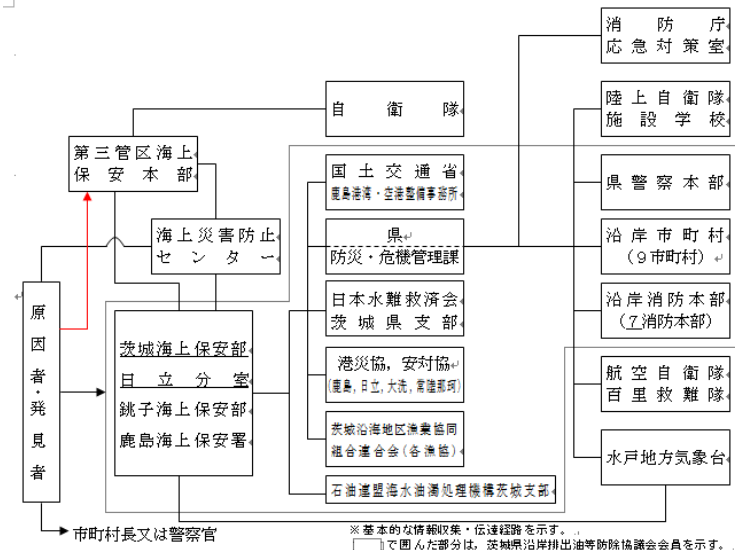 消防庁
応急対策室
自衛隊
陸上自衛隊
施設学校
第三管区海上
保安本部
国土交通省
鹿島港湾・空港整備事務所
県警察本部
海上災害防止
センター
県
防災・危機管理課
沿岸市町村
（9市町村）
原因者・発見者
日本水難救済会
茨城県支部
沿岸消防本部
（7消防本部）
茨城海上保安部
日立分室
銚子海上保安部
鹿島海上保安署
港災協，安対協
（鹿島，日立，大洗，常陸那珂）
航空自衛隊
百里救難隊
茨城沿海地区漁業協同
組合連合会（各漁協）
水戸地方気象台
石油連盟海水油濁処理機構茨城支部
市町村長又は警察官
※基本的な情報収集・伝達経路を示す。
で囲んだ部分は，茨城県沿岸排出油等防除協議会会員を示す。